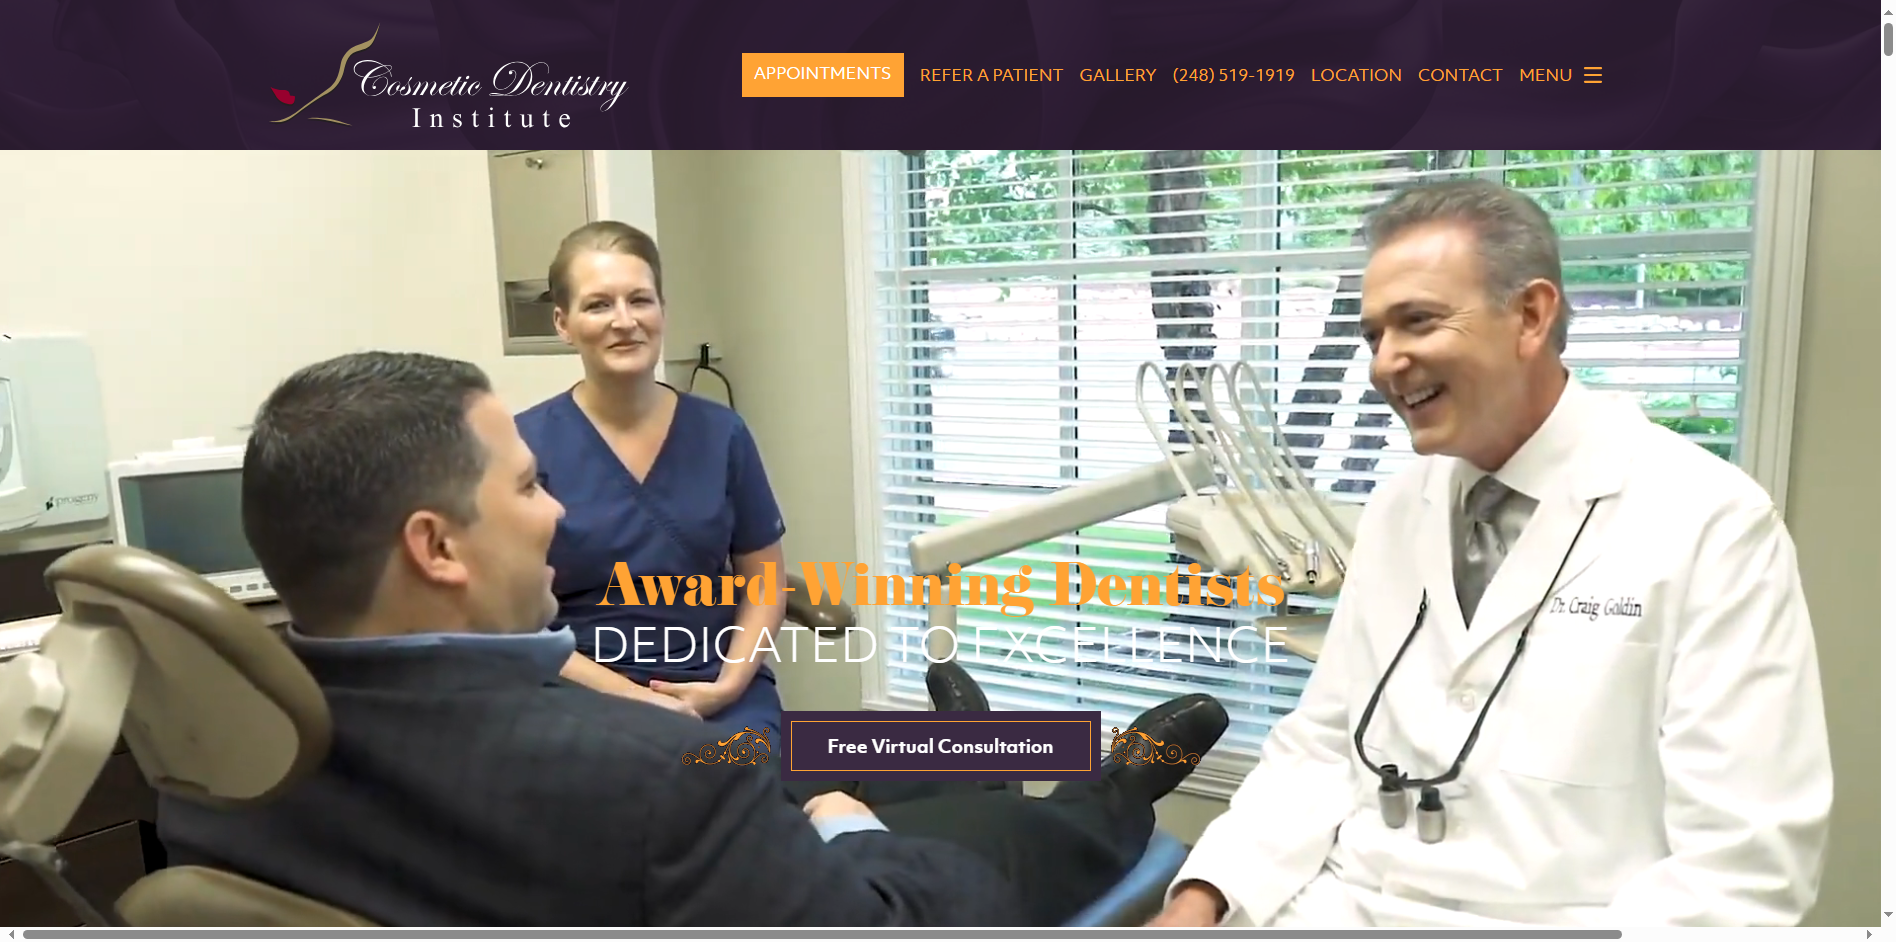 Cosmetic Dentistry
Institute
APPOINTMENTS
REFER A PATIENT
GALLERY
(248) 519-1919
LOCATION
CONTACT
MENU
progeny
Dr. Craig Goldin
Award-Winning Dentists
DEDICATED TO EXCELLENCE
Free Virtual Consultation